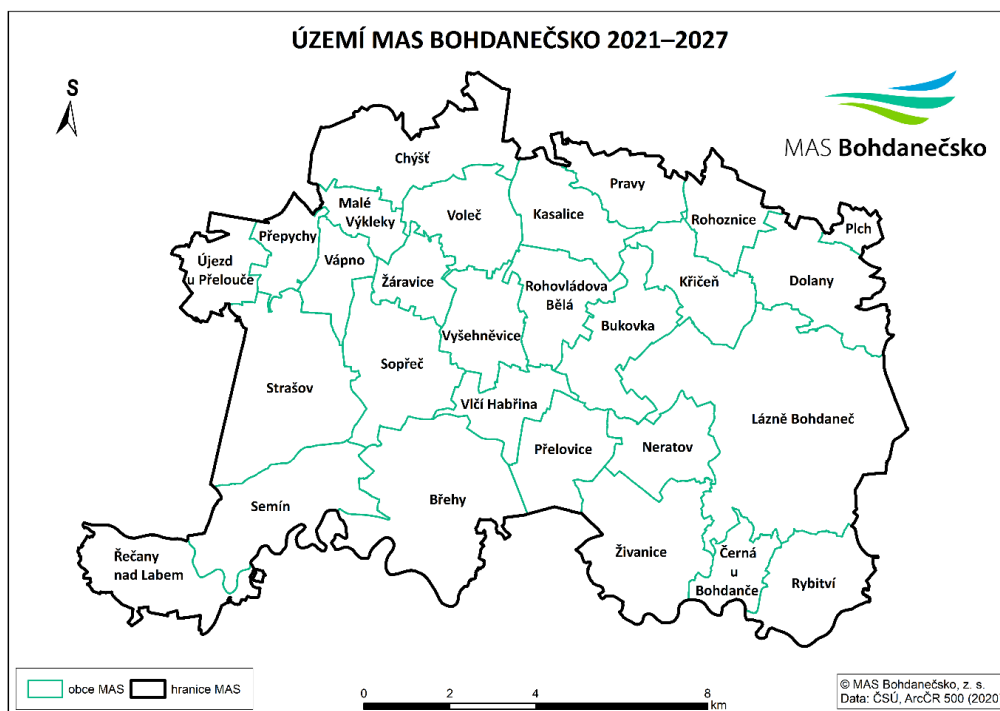 ÚZEMÍ MAS BOHDANEČSKO 2021–2027
S
MAS Bohdanečsko
Chýšť
Pravy
Malé
Výkleky
Voleč
Kasalice
Rohoznice
Plch
Přepychy
Újezd
u Přelouče
Vápno
Žáravice
Rohovládova
Bělá
Křičeň
Dolany
Bukovka
Vyšehněvice
Sopřeč
Strašov
Vlčí Habřina
Lázně Bohdaneč
Přelovice
Neratov
Semín
Břehy
Řečany
nad Labem
Živanice
Černá
u
Bohdanče
Rybitví
obce MAS
hranice MAS
0 2 4 8
km
© MAS Bohdanečsko, z. s.
Data: ČSÚ, ArcČR 500 (2020)